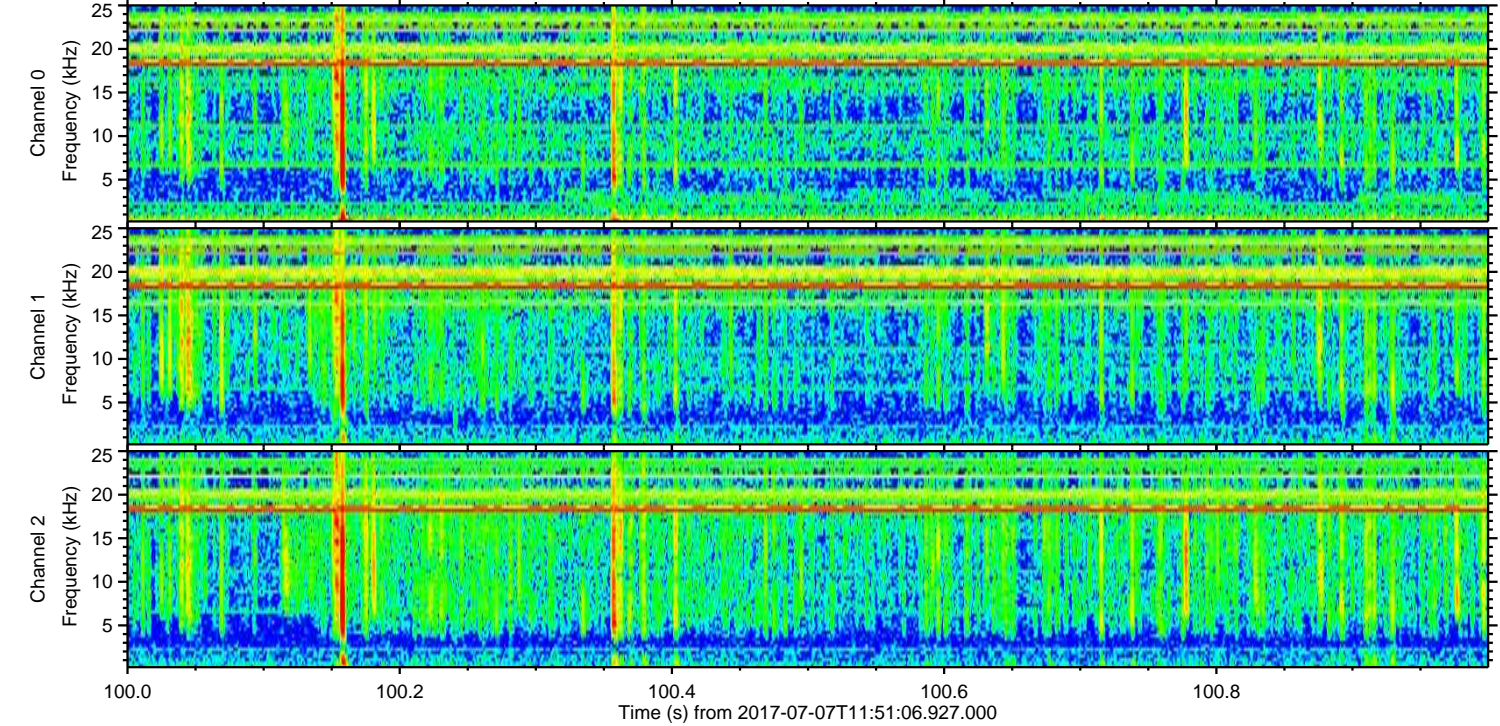 Channel 0
Frequency (kHz)
25
20
15
10
5
Channel 1
Frequency (kHz)
25
20
15
10
5
Channel 2
Frequency (kHz)
25
20
15
10
5
100.0 100.2 100.4 100.6 100.8
Time (s) from 2017-07-07T11:51:06.927.000